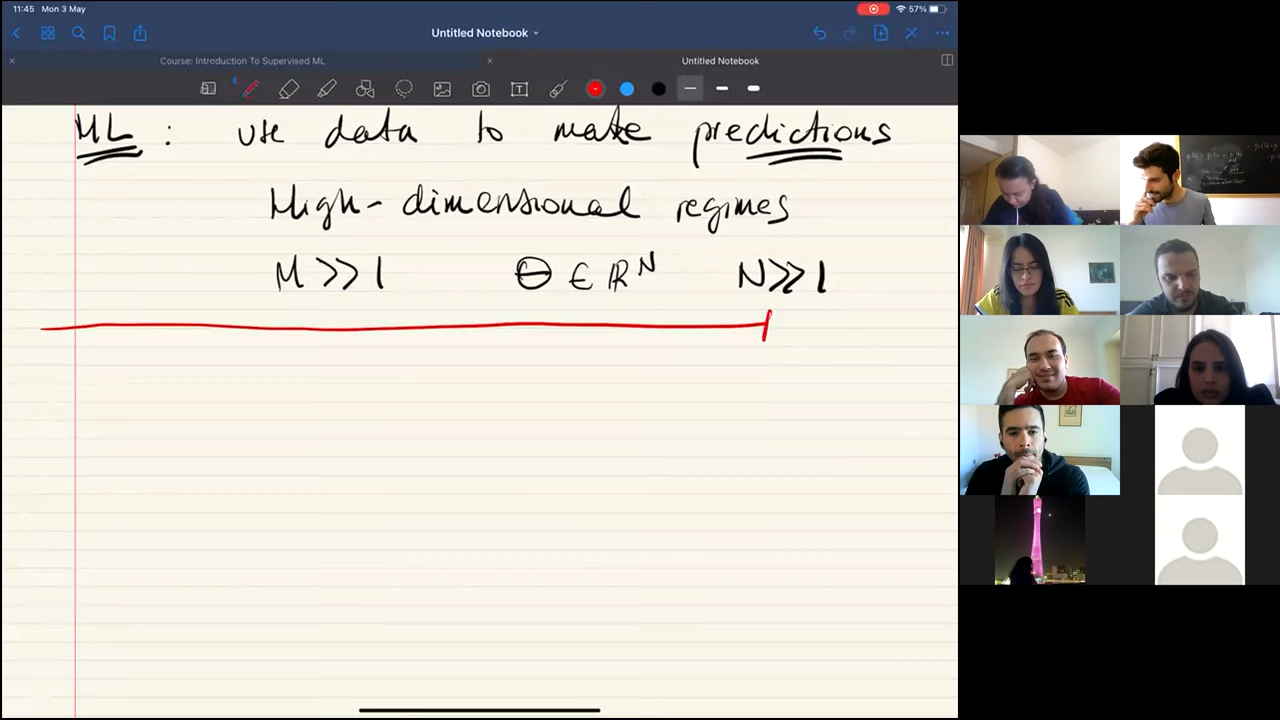 11:45 Mon 3 May
57%
Untitled Notebook
Course: Introduction To Supervised ML
Untitled Notebook
ML : use data to make predictions
High-dimensional regimes
M >> 1 Θ ∈ ℝᴺ N >> 1